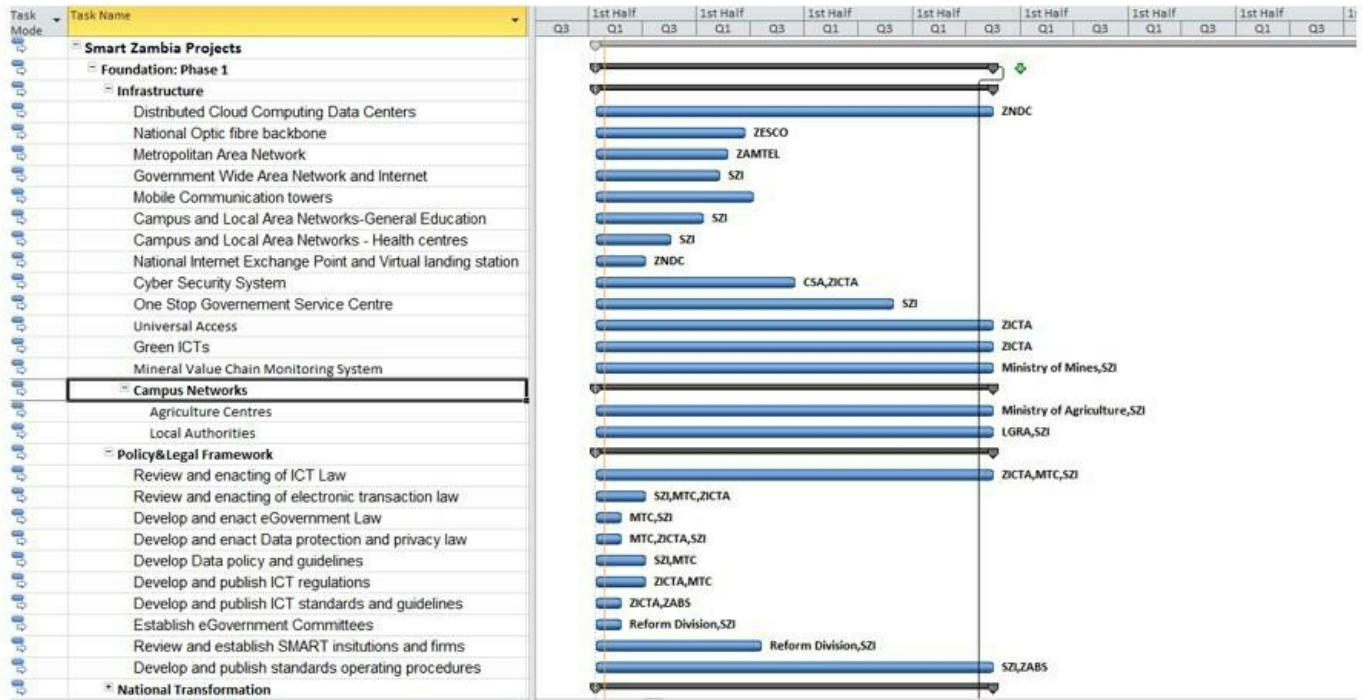 Task Mode Task Name 1st Half 1st Half 1st Half 1st Half 1st Half 1st Half 1st Half
Q3 Q1 Q3 Q1 Q3 Q1 Q3 Q1 Q3 Q1 Q3 Q1 Q3 Q1 Q3
Smart Zambia Projects
Foundation: Phase 1
Infrastructure
Distributed Cloud Computing Data Centers ZNDC
National Optic fibre backbone ZESCO
Metropolitan Area Network ZAMTEL
Government Wide Area Network and Internet SZI
Mobile Communication towers
Campus and Local Area Networks-General Education SZI
Campus and Local Area Networks - Health centres SZI
National Internet Exchange Point and Virtual landing station ZNDC
Cyber Security System CSA,ZICTA
One Stop Governement Service Centre SZI
Universal Access ZICTA
Green ICTs ZICTA
Mineral Value Chain Monitoring System Ministry of Mines,SZI
Campus Networks
Agriculture Centres Ministry of Agriculture,SZI
Local Authorities LGRA,SZI
Policy&Legal Framework
Review and enacting of ICT Law ZICTA,MTC,SZI
Review and enacting of electronic transaction law SZI,MTC,ZICTA
Develop and enact eGovernment Law MTC,SZI
Develop and enact Data protection and privacy law MTC,ZICTA,SZI
Develop Data policy and guidelines SZI,MTC
Develop and publish ICT regulations ZICTA,MTC
Develop and publish ICT standards and guidelines ZICTA,ZABS
Establish eGovernment Committees Reform Division,SZI
Review and establish SMART insitutions and firms Reform Division,SZI
Develop and publish standards operating procedures SZI,ZABS
National Transformation